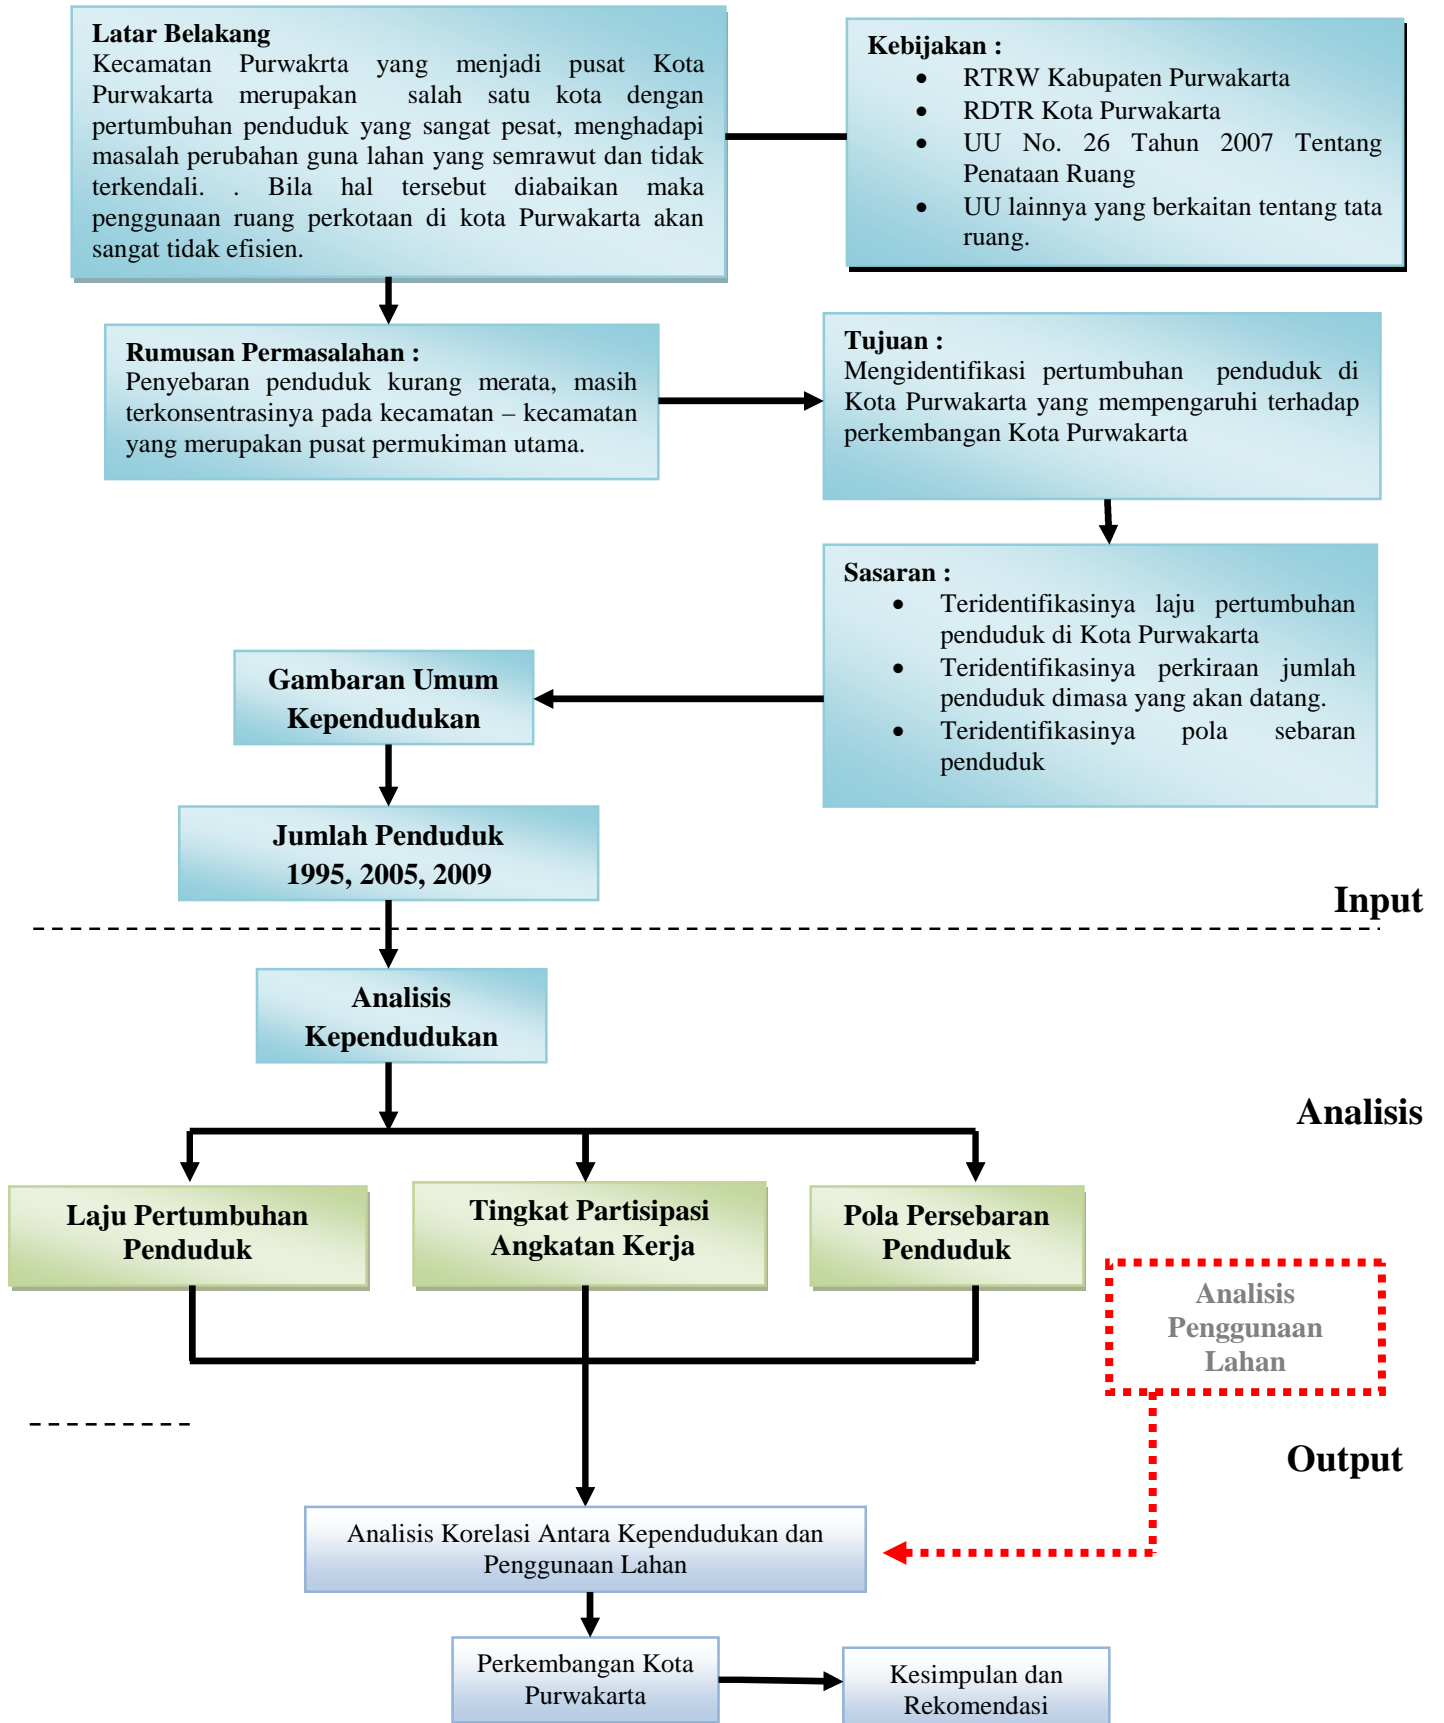 Latar Belakang
Kecamatan Purwakrta yang menjadi pusat Kota
Purwakarta merupakan salah satu kota dengan
pertumbuhan penduduk yang sangat pesat, menghadapi
masalah perubahan guna lahan yang semrawut dan tidak
terkendali. . Bila hal tersebut diabaikan maka
penggunaan ruang perkotaan di kota Purwakarta akan
sangat tidak efisien.
Kebijakan :
• RTRW Kabupaten Purwakarta
• RDTR Kota Purwakarta
• UU No. 26 Tahun 2007 Tentang
Penataan Ruang
• UU lainnya yang berkaitan tentang tata
ruang.
Rumusan Permasalahan :
Penyebaran penduduk kurang merata, masih
terkonsentrasinya pada kecamatan – kecamatan
yang merupakan pusat permukiman utama.
Tujuan :
Mengidentifikasi pertumbuhan penduduk di
Kota Purwakarta yang mempengaruhi terhadap
perkembangan Kota Purwakarta
Sasaran :
• Teridentifikasinya laju pertumbuhan
penduduk di Kota Purwakarta
• Teridentifikasinya perkiraan jumlah
penduduk dimasa yang akan datang.
• Teridentifikasinya pola sebaran
penduduk
Gambaran Umum
Kependudukan
Jumlah Penduduk
1995, 2005, 2009
Input
Analisis
Kependudukan
Analisis
Laju Pertumbuhan
Penduduk
Tingkat Partisipasi
Angkatan Kerja
Pola Persebaran
Penduduk
Analisis
Penggunaan
Lahan
Output
Analisis Korelasi Antara Kependudukan dan
Penggunaan Lahan
Perkembangan Kota
Purwakarta
Kesimpulan dan
Rekomendasi